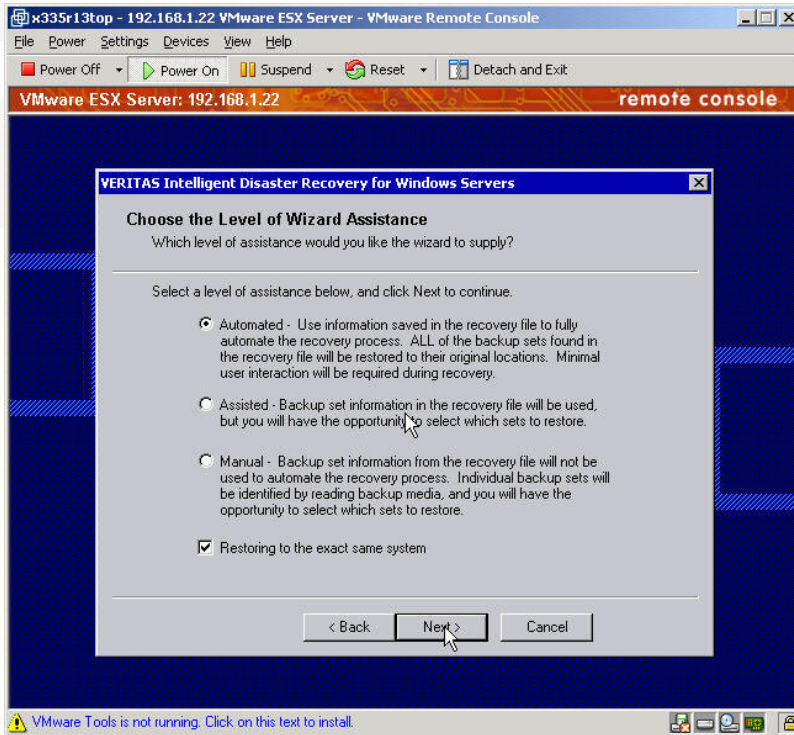 x335r13top - 192.168.1.22 VMware ESX Server - VMware Remote Console
File Power Settings Devices View Help
Power Off Power On Suspend Reset Detach and Exit
VMware ESX Server: 192.168.1.22 remote console
VERITAS Intelligent Disaster Recovery for Windows Servers
Choose the Level of Wizard Assistance
Which level of assistance would you like the wizard to supply?
Select a level of assistance below, and click Next to continue.
Automated - Use information saved in the recovery file to fully
automate the recovery process. ALL of the backup sets found in
the recovery file will be restored to their original locations. Minimal
user interaction will be required during recovery.
Assisted - Backup set information in the recovery file will be used,
but you will have the opportunity to select which sets to restore.
Manual - Backup set information from the recovery file will not be
used to automate the recovery process. Individual backup sets will
be identified by reading backup media, and you will have the
opportunity to select which sets to restore.
Restoring to the exact same system
< Back Next > Cancel
VMware Tools is not running. Click on this text to install.